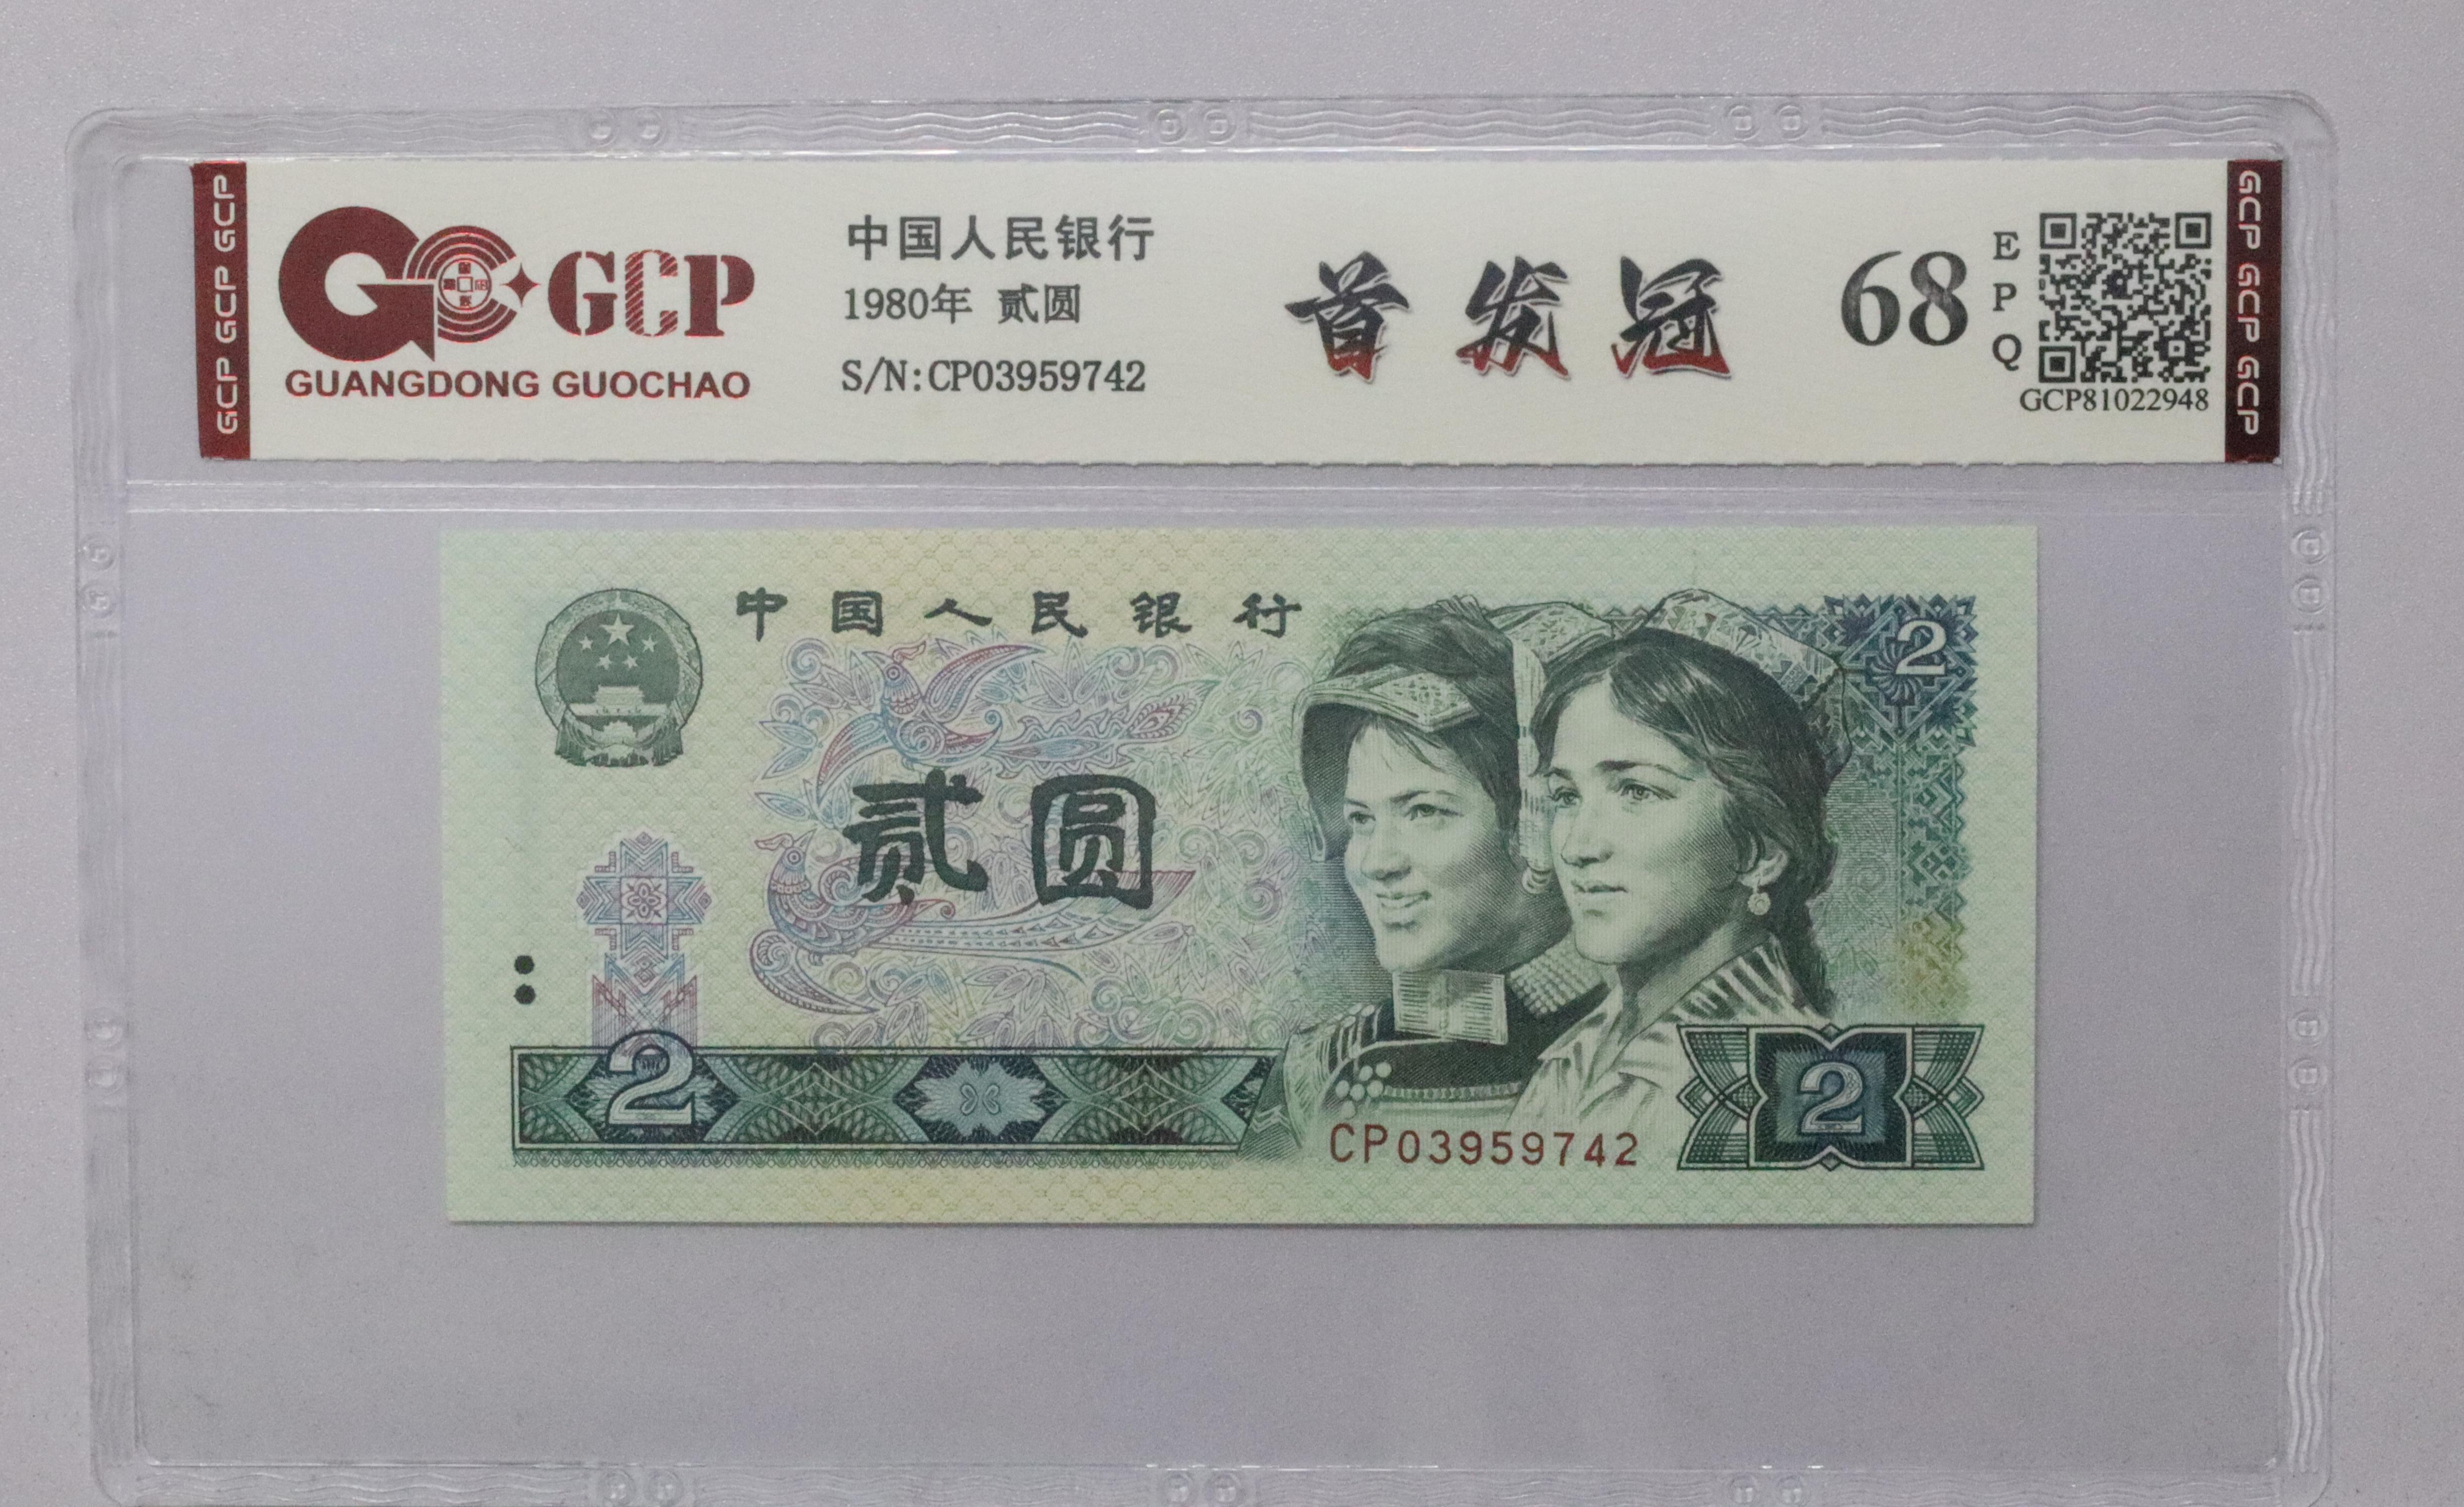 GCP GCP GCP
GCP
GUANGDONG GUOCHAO
中国人民银行
1980年 贰圆
S/N:CP03959742
首发冠
68
E
P
Q
GCP81022948
GCP GCP GCP
中国人民银行
2
贰圆
2
CP03959742
2